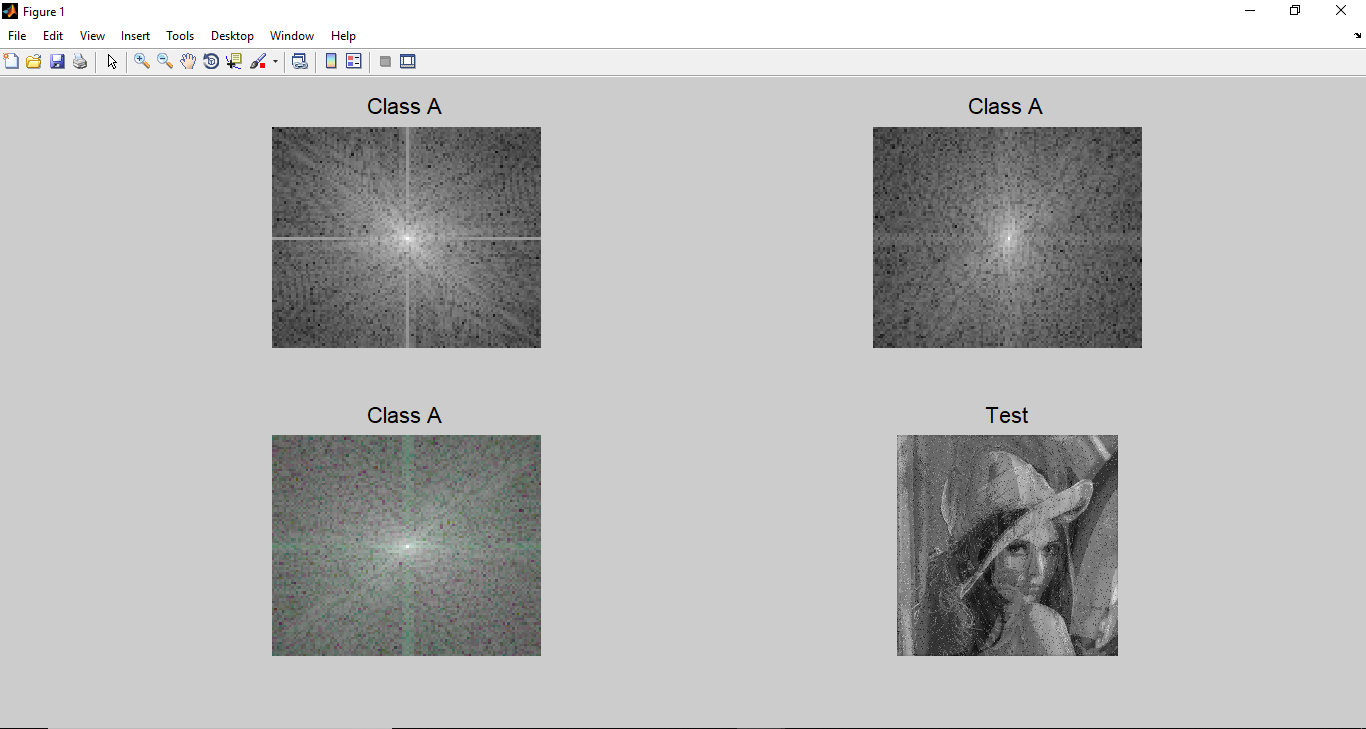 Figure 1
File Edit View Insert Tools Desktop Window Help
Class A
Class A
Class A
Test